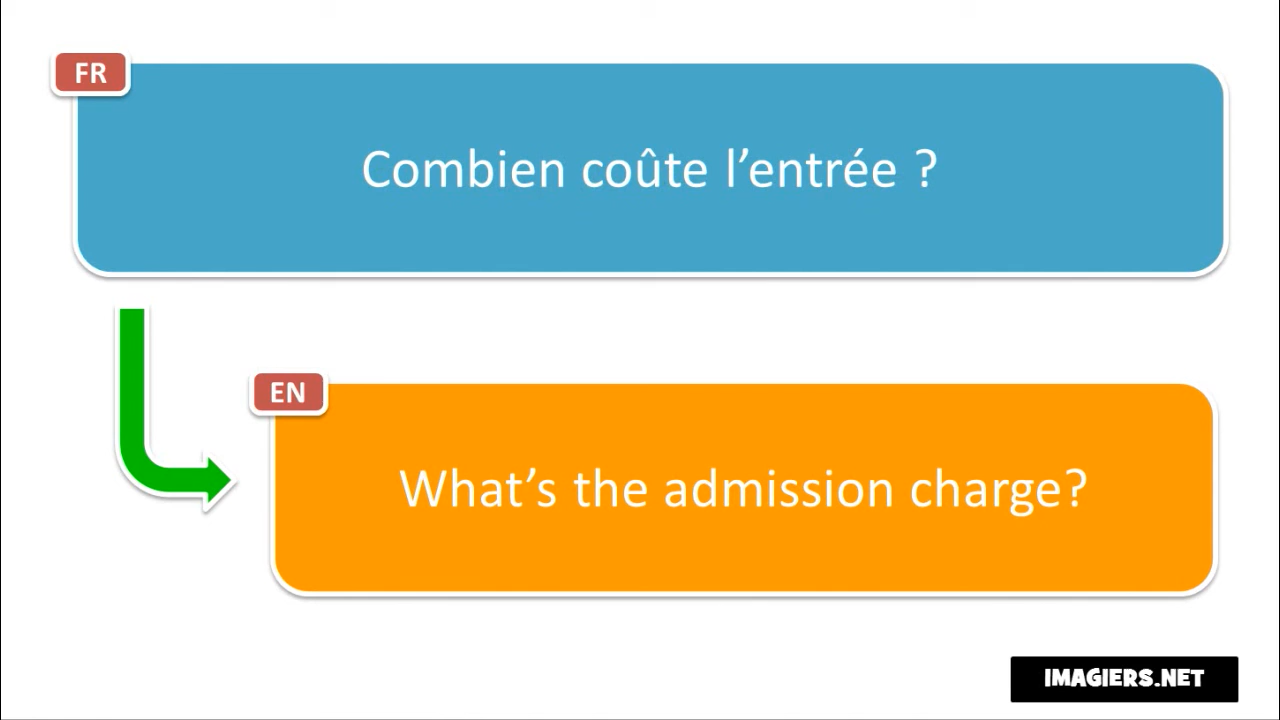 FR
Combien coûte l’entrée ?
EN
What’s the admission charge?
IMAGIERS.NET